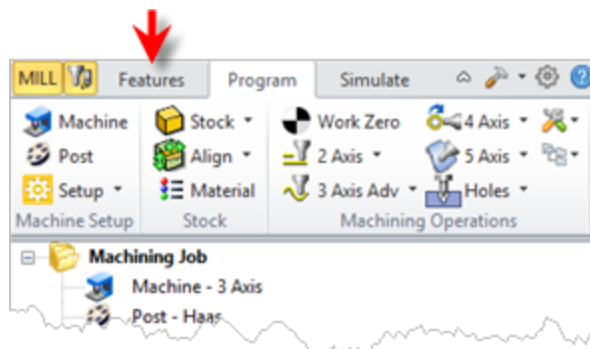 MILL Features Program Simulate
Machine Stock Work Zero 4 Axis
Post Align 2 Axis 5 Axis
Setup Material 3 Axis Adv Holes
Machine Setup Stock Machining Operations
Machining Job
Machine - 3 Axis
Post - Haas